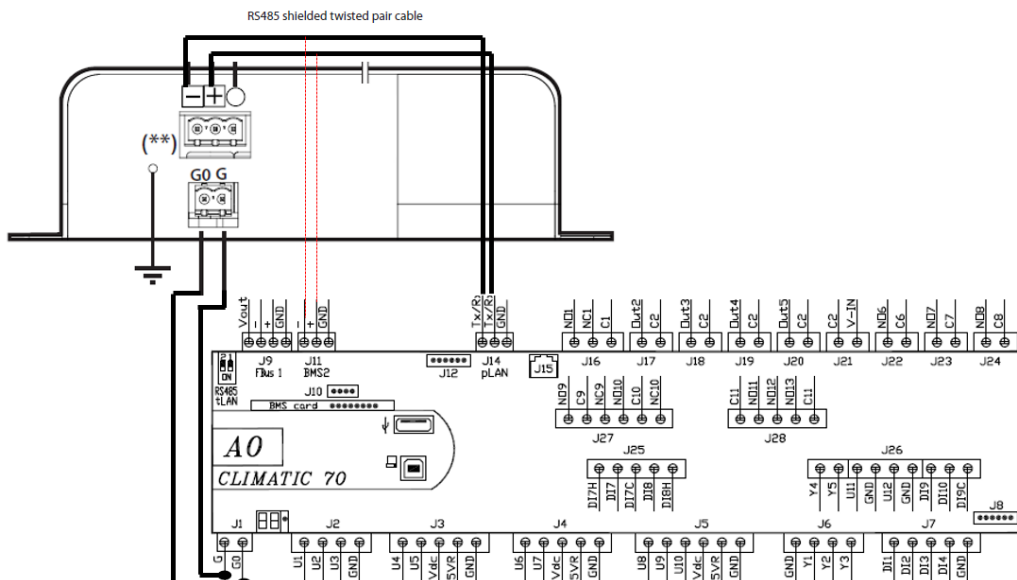 RS485 shielded twisted pair cable
− +
(**)
G0 G
Vout - + GND - + GND Tx/R Tx/R GND NO1 NC1 C1 Out2 C2 Out3 C2 Out4 C2 Out5 C2 C2 V-IN NO6 C6 NO7 C7 NO8 C8
J9 J11 J12 J14 J15 J16 J17 J18 J19 J20 J21 J22 J23 J24
FBus 1 BMS2 pLAN
2 1
ON
RS485
tLAN
J10
BMS card
NO9 C9 NC9 NO10 C10 NC10 C11 NO11 NO12 NO13 C11
J27 J28
A0
CLIMATIC 70
J25 J26
DI7H DI7 DI7C DI8 DI8H Y4 Y5 U11 GND U12 GND DI9 DI10 DI9C
J8
J1 J2 J3 J4 J5 J6 J7
G G0 U1 U2 U3 GND U4 U5 Vdc 5VR GND U6 U7 Vdc 5VR GND U8 U9 U10 Vdc 5VR GND GND Y1 Y2 Y3 DI1 DI2 DI3 DI4 GND